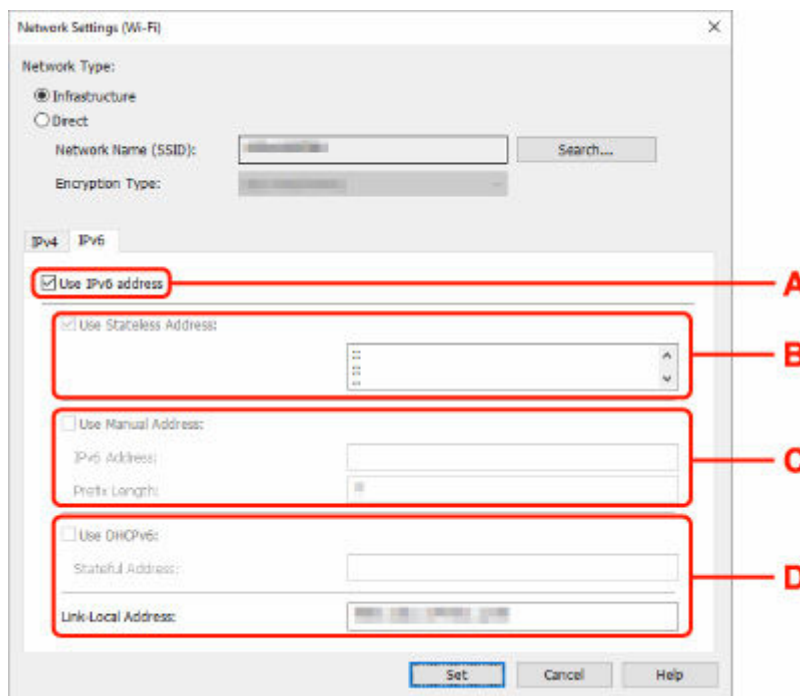 Network Settings (Wi-Fi)
Network Type:
Infrastructure
Direct
Network Name (SSID):
Search....
Encryption Type:
IPv4 IPv6
Use IPv6 address
A
Use Stateless Address:
::
::
::
B
Use Manual Address:
IPv6 Address:
C
Prefix Length:
Use DHCPv6:
Stateful Address:
D
Link-Local Address:
Set Cancel Help